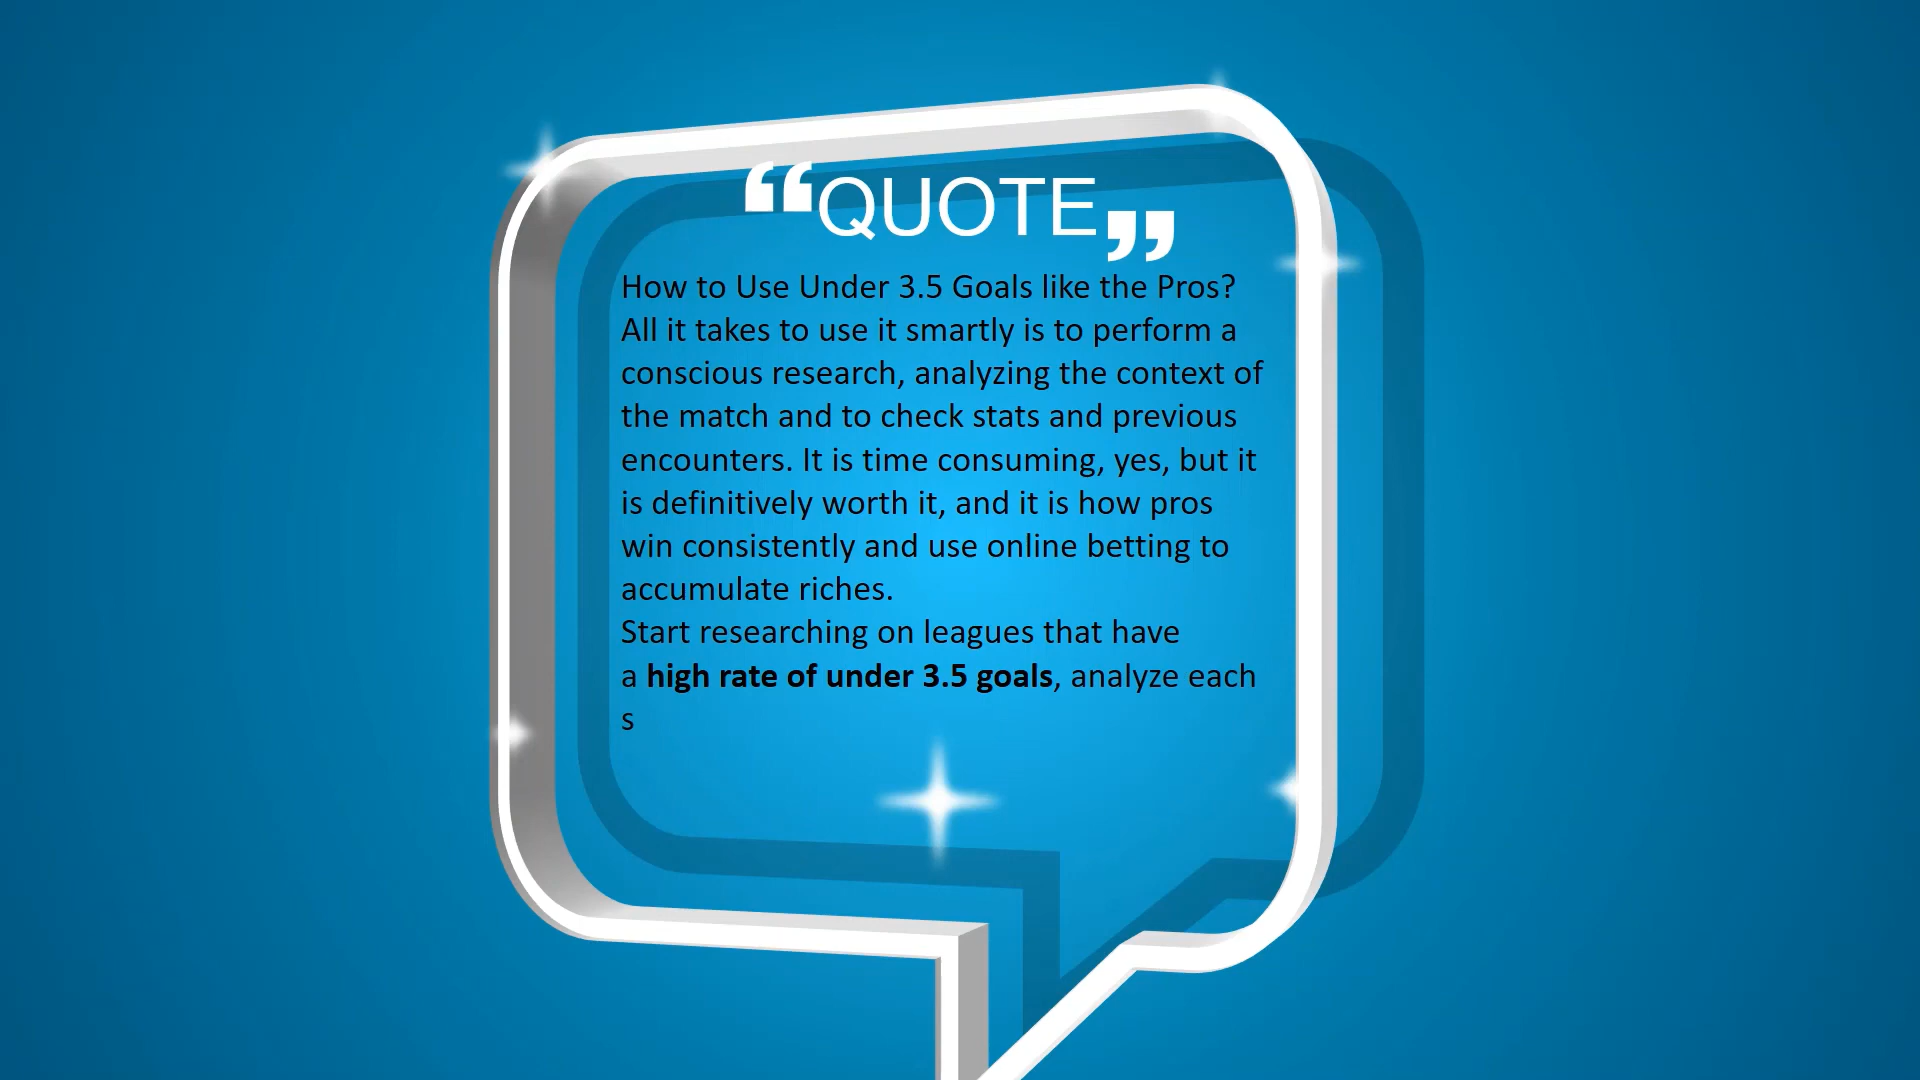 “QUOTE”
How to Use Under 3.5 Goals like the Pros?
All it takes to use it smartly is to perform a
conscious research, analyzing the context of
the match and to check stats and previous
encounters. It is time consuming, yes, but it
is definitively worth it, and it is how pros
win consistently and use online betting to
accumulate riches.
Start researching on leagues that have
a high rate of under 3.5 goals, analyze each
s